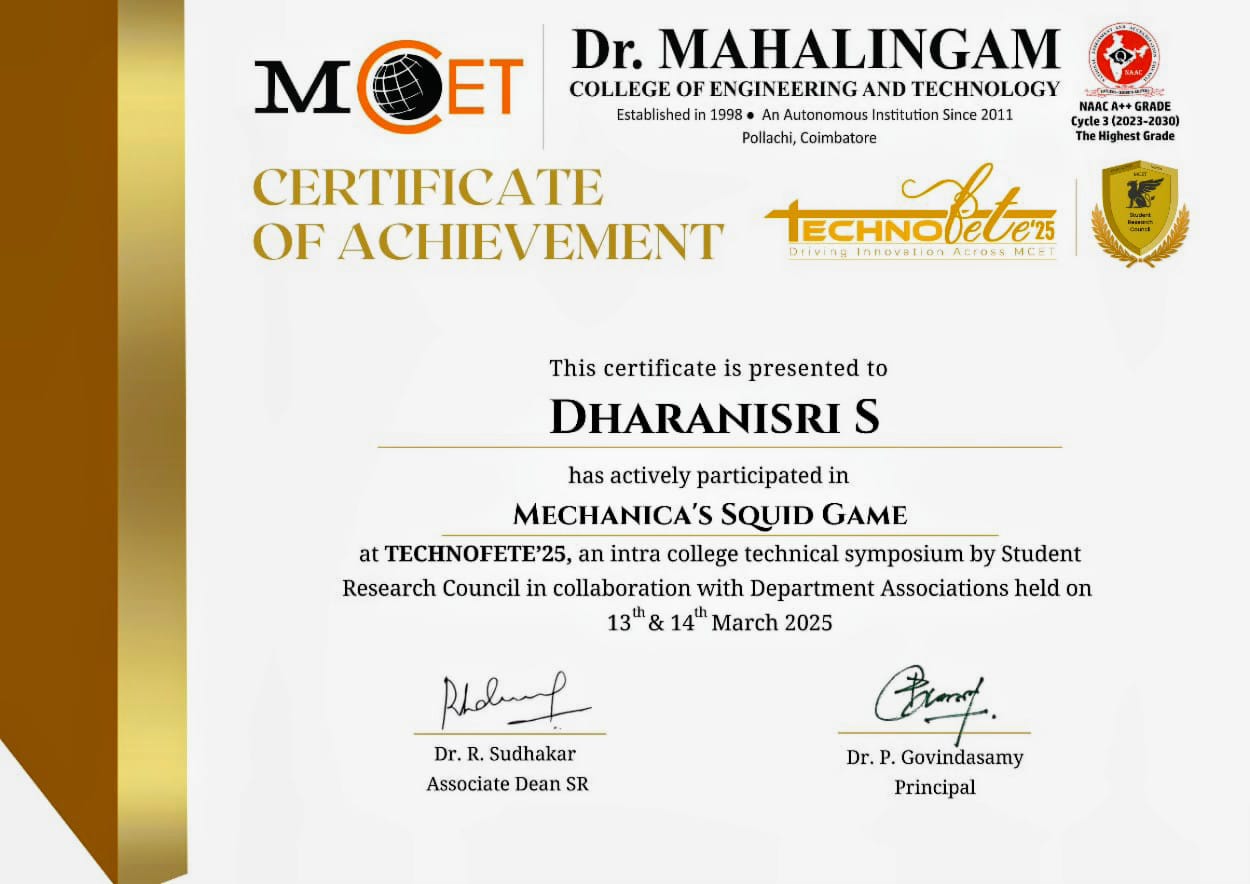 MCET
Dr. MAHALINGAM
COLLEGE OF ENGINEERING AND TECHNOLOGY
Established in 1998 ● An Autonomous Institution Since 2011
Pollachi, Coimbatore
NAAC
NAAC A++ GRADE
Cycle 3 (2023-2030)
The Highest Grade
CERTIFICATE
OF ACHIEVEMENT
TECHNOfete'25
Driving Innovation Across MCET
MCET
Student
Research
Council
This certificate is presented to
DHARANISRI S
has actively participated in
MECHANICA'S SQUID GAME
at TECHNOFETE’25, an intra college technical symposium by Student
Research Council in collaboration with Department Associations held on
13th & 14th March 2025
Dr. R. Sudhakar
Associate Dean SR
Dr. P. Govindasamy
Principal